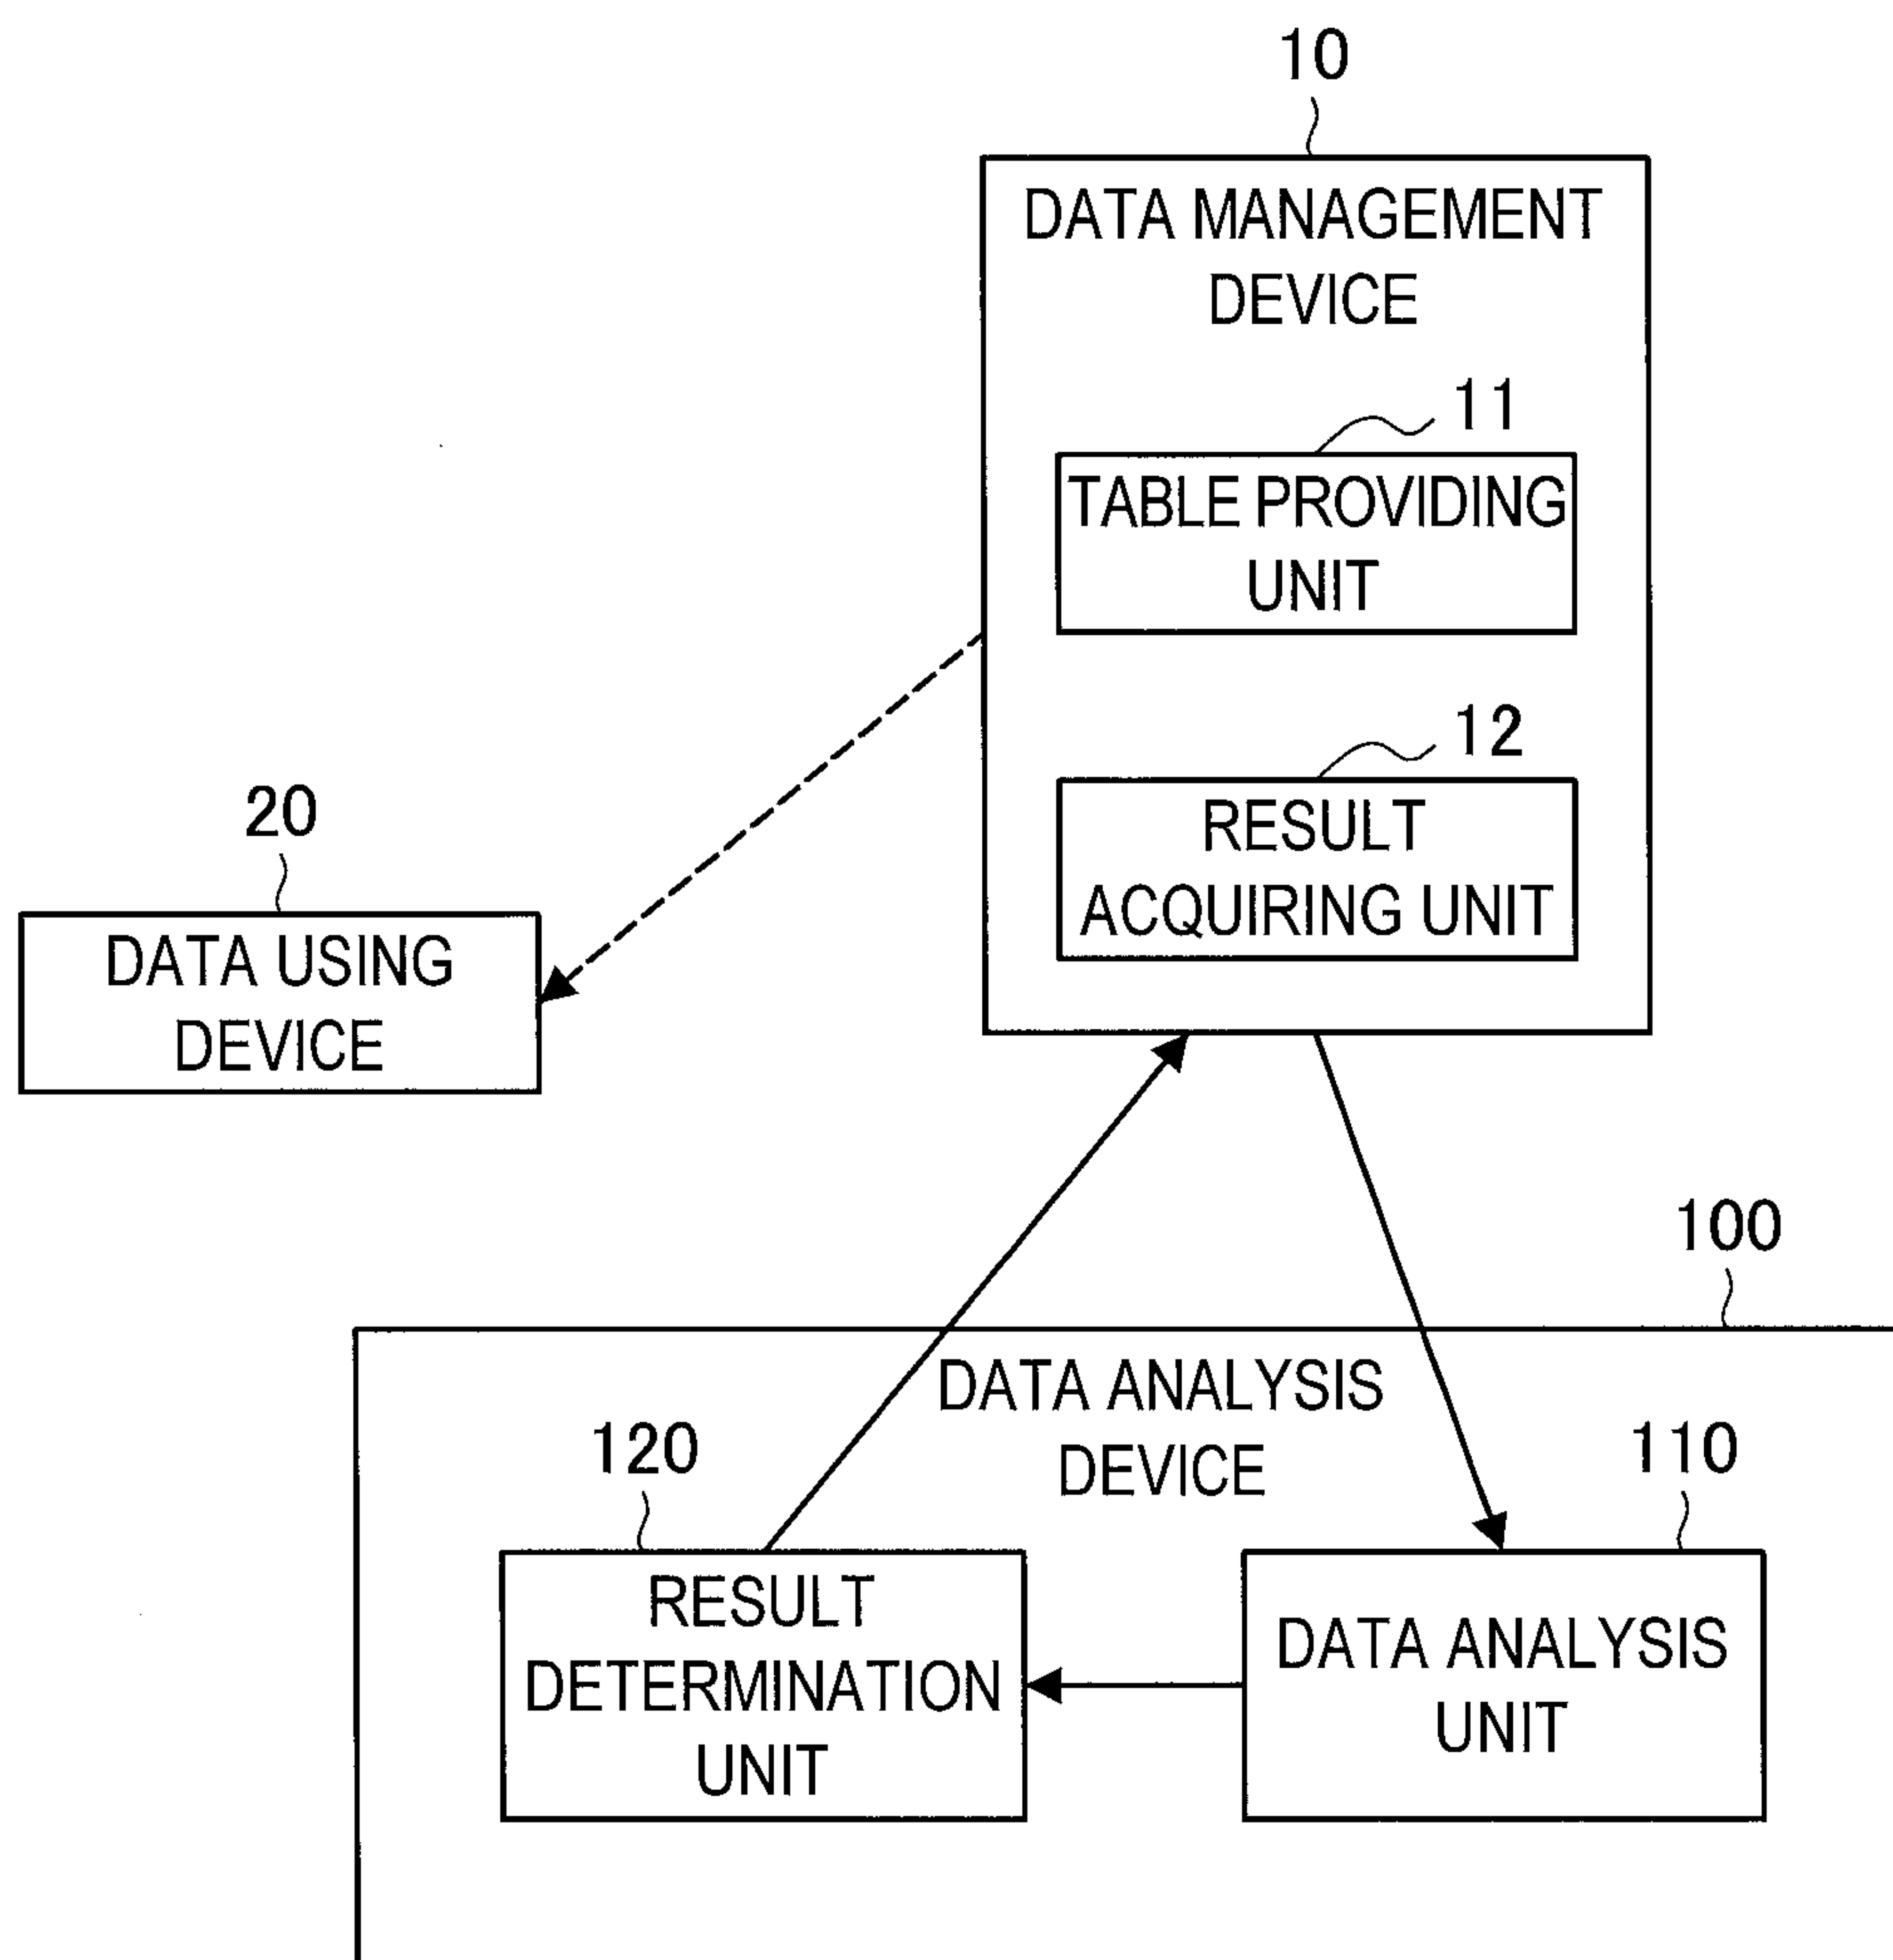 10
DATA MANAGEMENT
DEVICE
11
TABLE PROVIDING
UNIT
12
RESULT
ACQUIRING UNIT
20
DATA USING
DEVICE
100
DATA ANALYSIS
DEVICE
120
RESULT
DETERMINATION
UNIT
110
DATA ANALYSIS
UNIT